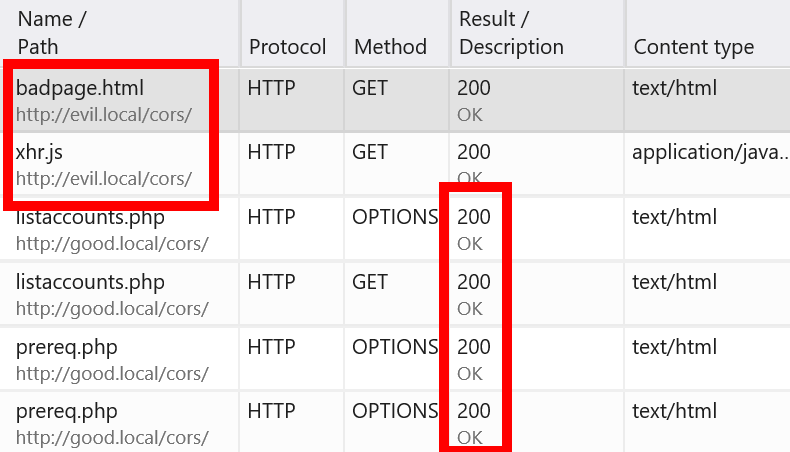 Name /
Path Protocol Method Result /
Description Content type
badpage.html HTTP GET 200 text/html
http://evil.local/cors/ OK
xhr.js HTTP GET 200 application/java...
http://evil.local/cors/ OK
listaccounts.php HTTP OPTIONS 200 text/html
http://good.local/cors/ OK
listaccounts.php HTTP GET 200 text/html
http://good.local/cors/ OK
prereq.php HTTP OPTIONS 200 text/html
http://good.local/cors/ OK
prereq.php HTTP OPTIONS 200 text/html
http://good.local/cors/ OK